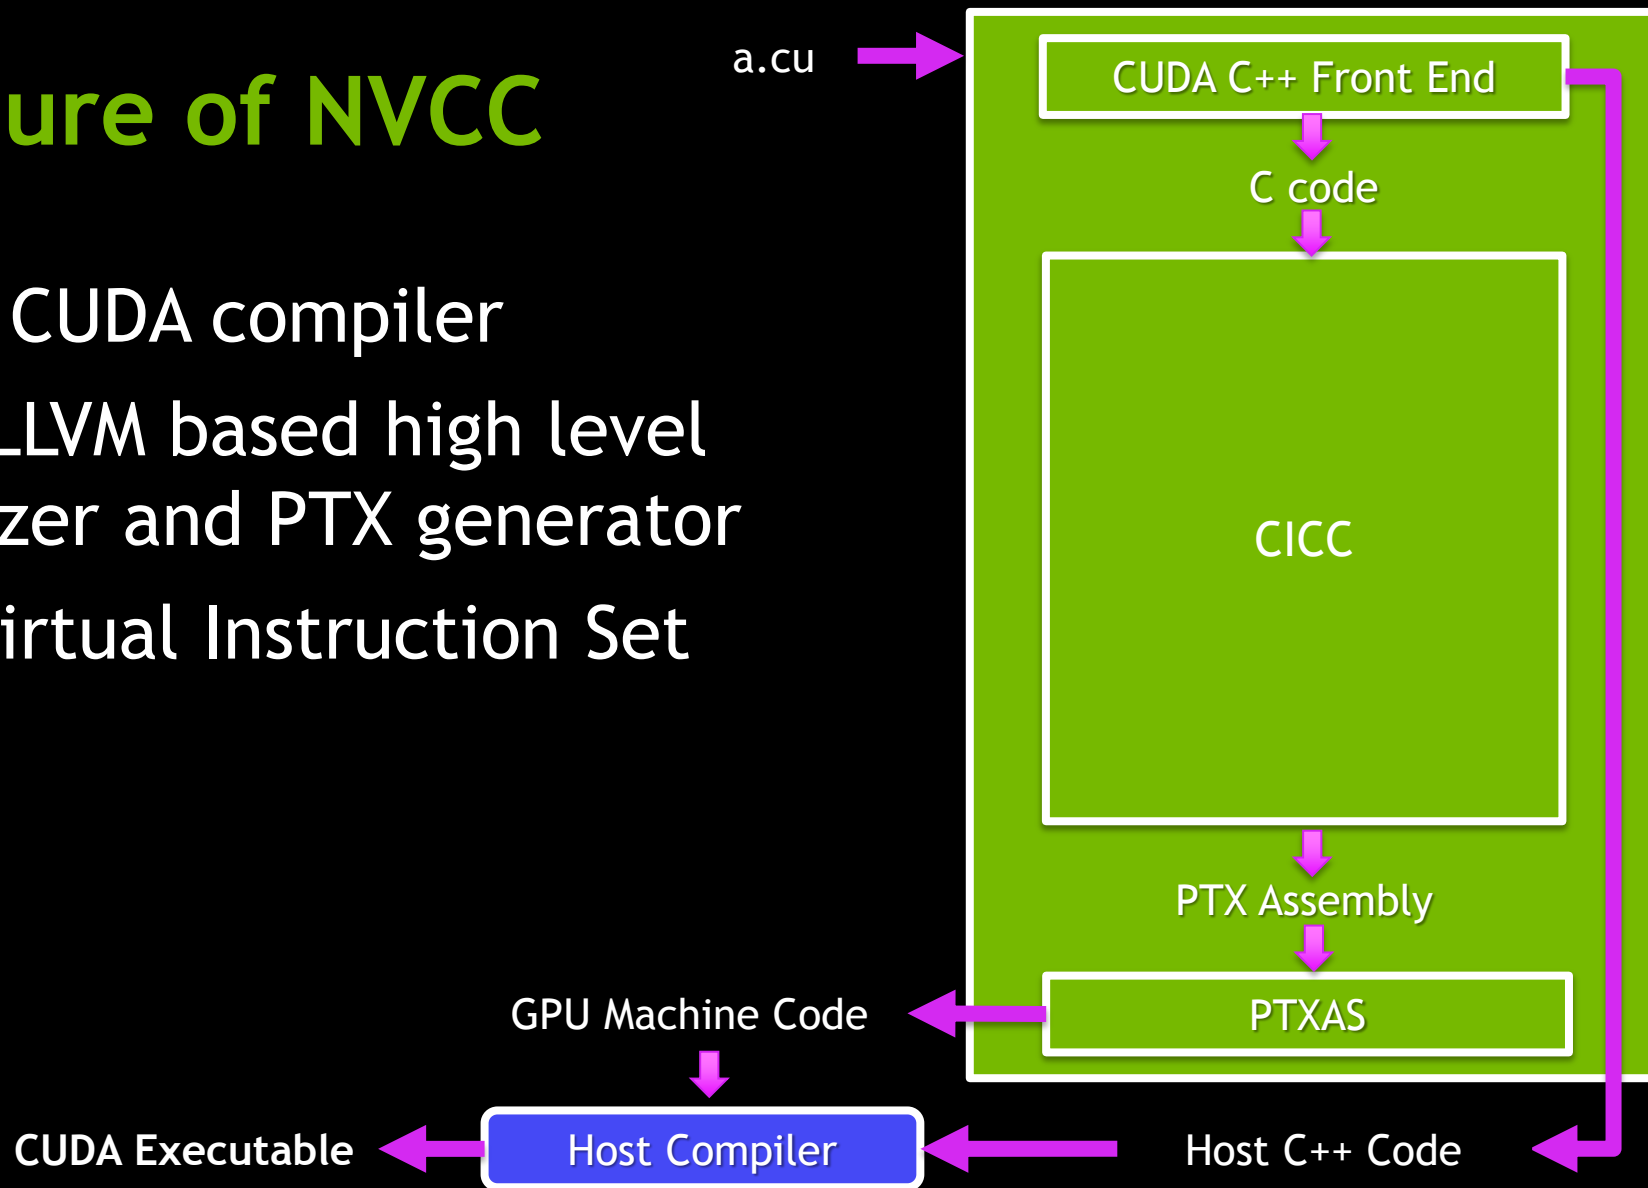 ure of NVCC
CUDA compiler
LLVM based high level
zer and PTX generator
irtual Instruction Set
a.cu
CUDA C++ Front End
C code
CICC
PTX Assembly
PTXAS
GPU Machine Code
Host C++ Code
Host Compiler
CUDA Executable